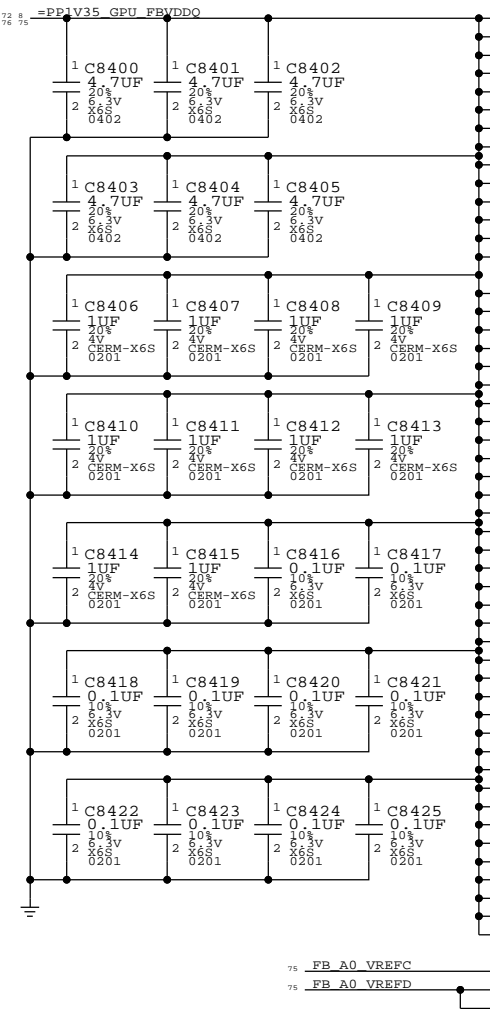 72 8 =PP1V35_GPU_FBVDDQ
76 75
1 C8400 1 C8401 1 C8402
4.7UF 4.7UF 4.7UF
20% 20% 20%
2 6.3V 2 6.3V 2 6.3V
X6S X6S X6S
0402 0402 0402
1 C8403 1 C8404 1 C8405
4.7UF 4.7UF 4.7UF
20% 20% 20%
2 6.3V 2 6.3V 2 6.3V
X6S X6S X6S
0402 0402 0402
1 C8406 1 C8407 1 C8408 1 C8409
1UF 1UF 1UF 1UF
20% 20% 20% 20%
2 4V 2 4V 2 4V 2 4V
CERM-X6S CERM-X6S CERM-X6S CERM-X6S
0201 0201 0201 0201
1 C8410 1 C8411 1 C8412 1 C8413
1UF 1UF 1UF 1UF
20% 20% 20% 20%
2 4V 2 4V 2 4V 2 4V
CERM-X6S CERM-X6S CERM-X6S CERM-X6S
0201 0201 0201 0201
1 C8414 1 C8415 1 C8416 1 C8417
1UF 1UF 0.1UF 0.1UF
20% 20% 10% 10%
2 4V 2 4V 2 6.3V 2 6.3V
CERM-X6S CERM-X6S X6S X6S
0201 0201 0201 0201
1 C8418 1 C8419 1 C8420 1 C8421
0.1UF 0.1UF 0.1UF 0.1UF
10% 10% 10% 10%
2 6.3V 2 6.3V 2 6.3V 2 6.3V
X6S X6S X6S X6S
0201 0201 0201 0201
1 C8422 1 C8423 1 C8424 1 C8425
0.1UF 0.1UF 0.1UF 0.1UF
10% 10% 10% 10%
2 6.3V 2 6.3V 2 6.3V 2 6.3V
X6S X6S X6S X6S
0201 0201 0201 0201
75 FB_A0_VREFC
75 FB_A0_VREFD